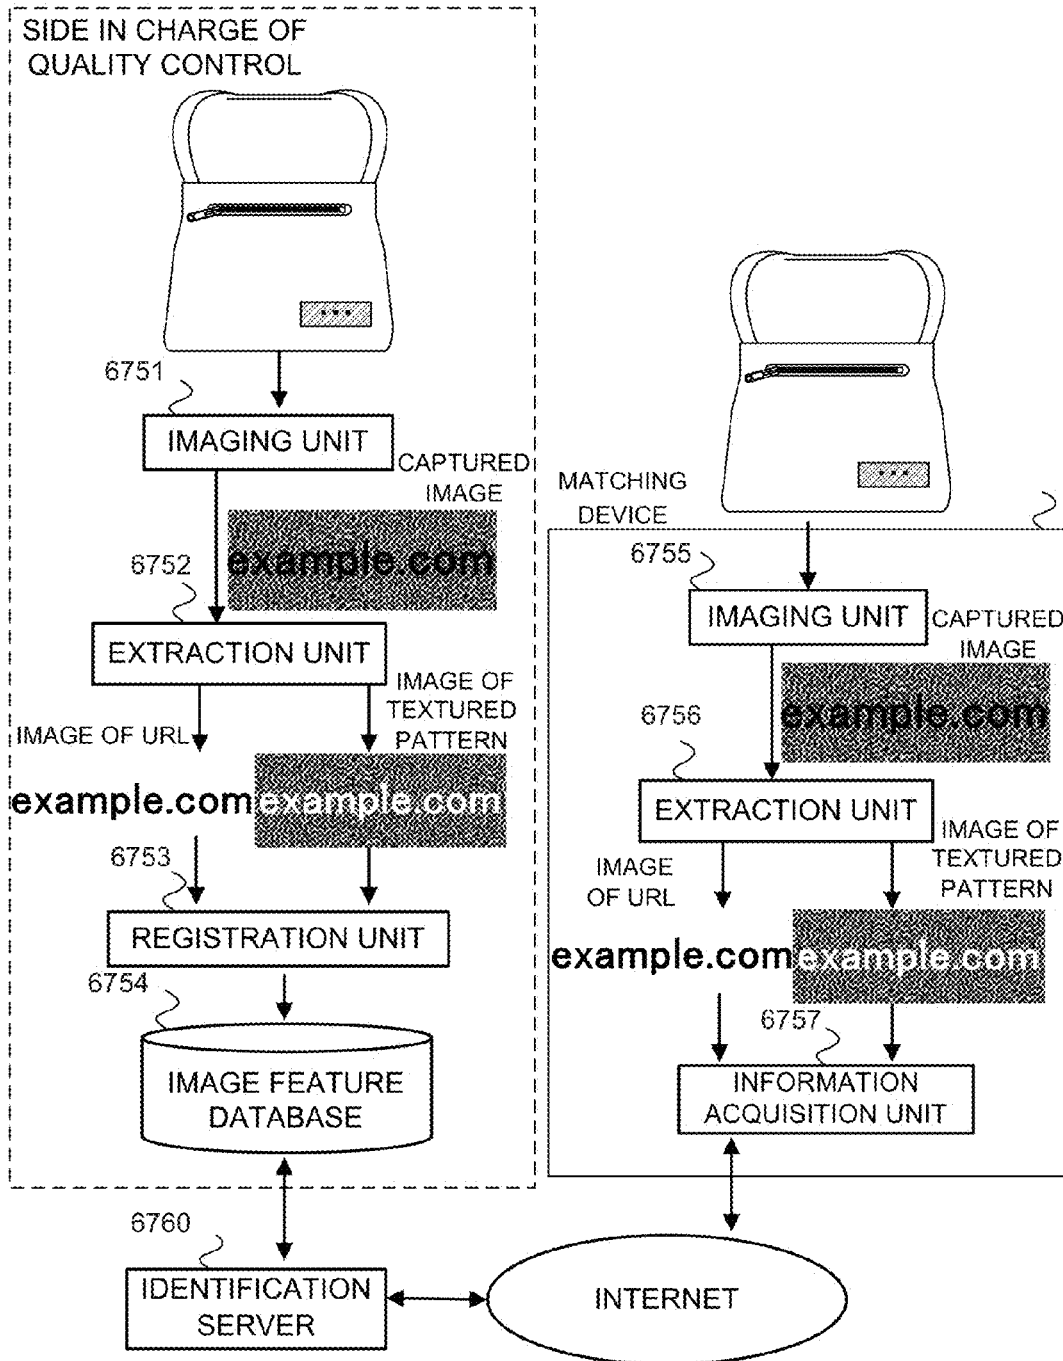 SIDE IN CHARGE OF
QUALITY CONTROL
6751
IMAGING UNIT
CAPTURED
IMAGE
example.com
6752
EXTRACTION UNIT
IMAGE OF URL
IMAGE OF
TEXTURED
PATTERN
example.com
example.com
6753
REGISTRATION UNIT
6754
IMAGE FEATURE
DATABASE
6760
IDENTIFICATION
SERVER
INTERNET
MATCHING
DEVICE
6755
IMAGING UNIT
CAPTURED
IMAGE
example.com
6756
EXTRACTION UNIT
IMAGE
OF URL
IMAGE OF
TEXTURED
PATTERN
example.com
example.com
6757
INFORMATION
ACQUISITION UNIT